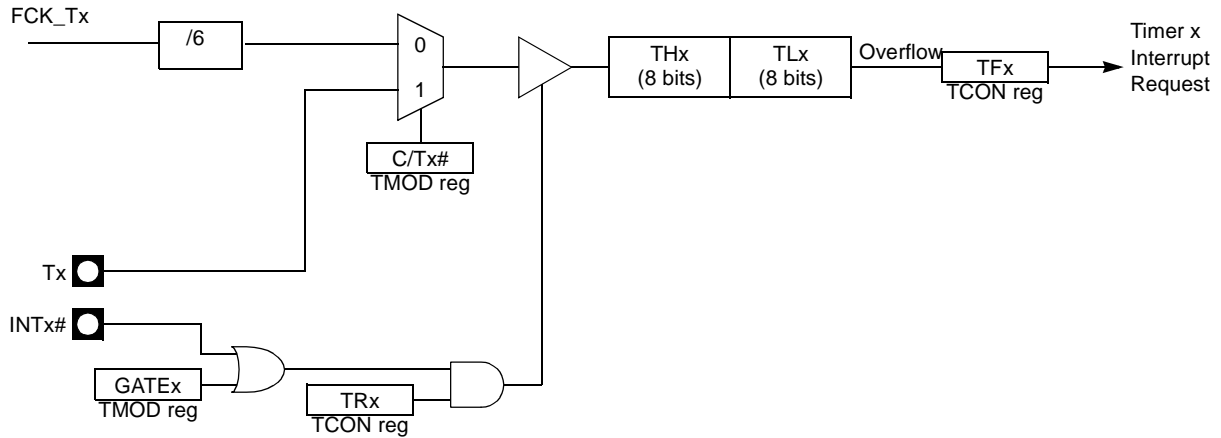 FCK_Tx
/6
0
1
THx
(8 bits)
TLx
(8 bits)
Overflow
TFx
TCON reg
Timer x
Interrupt
Request
C/Tx#
TMOD reg
Tx
INTx#
GATEx
TMOD reg
TRx
TCON reg